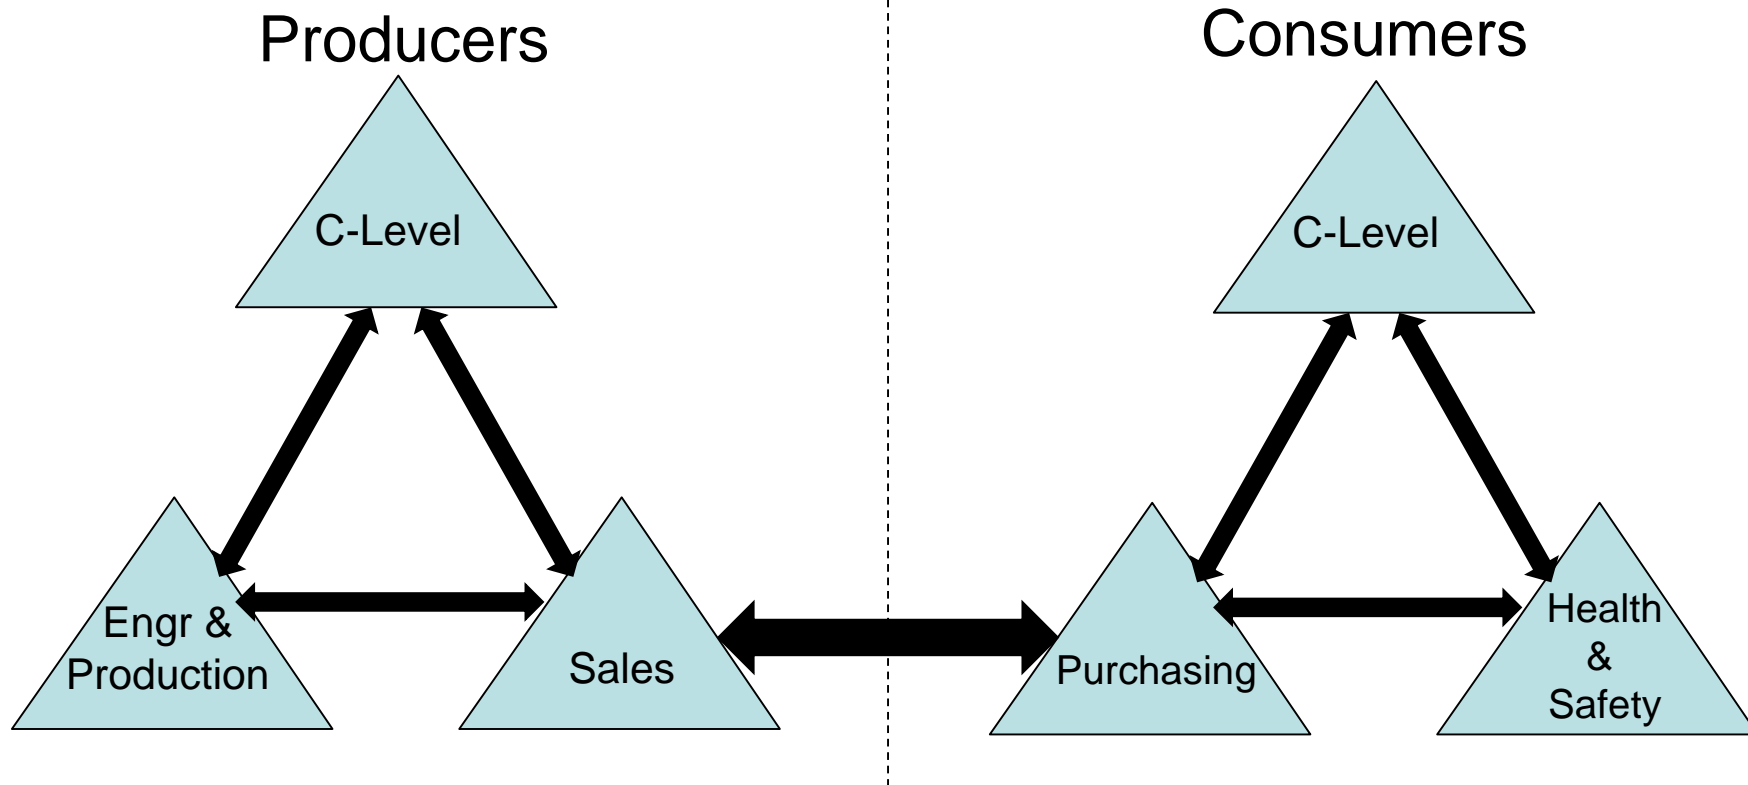 Producers
C-Level
Engr &
Production
Sales
Consumers
C-Level
Purchasing
Health
&
Safety